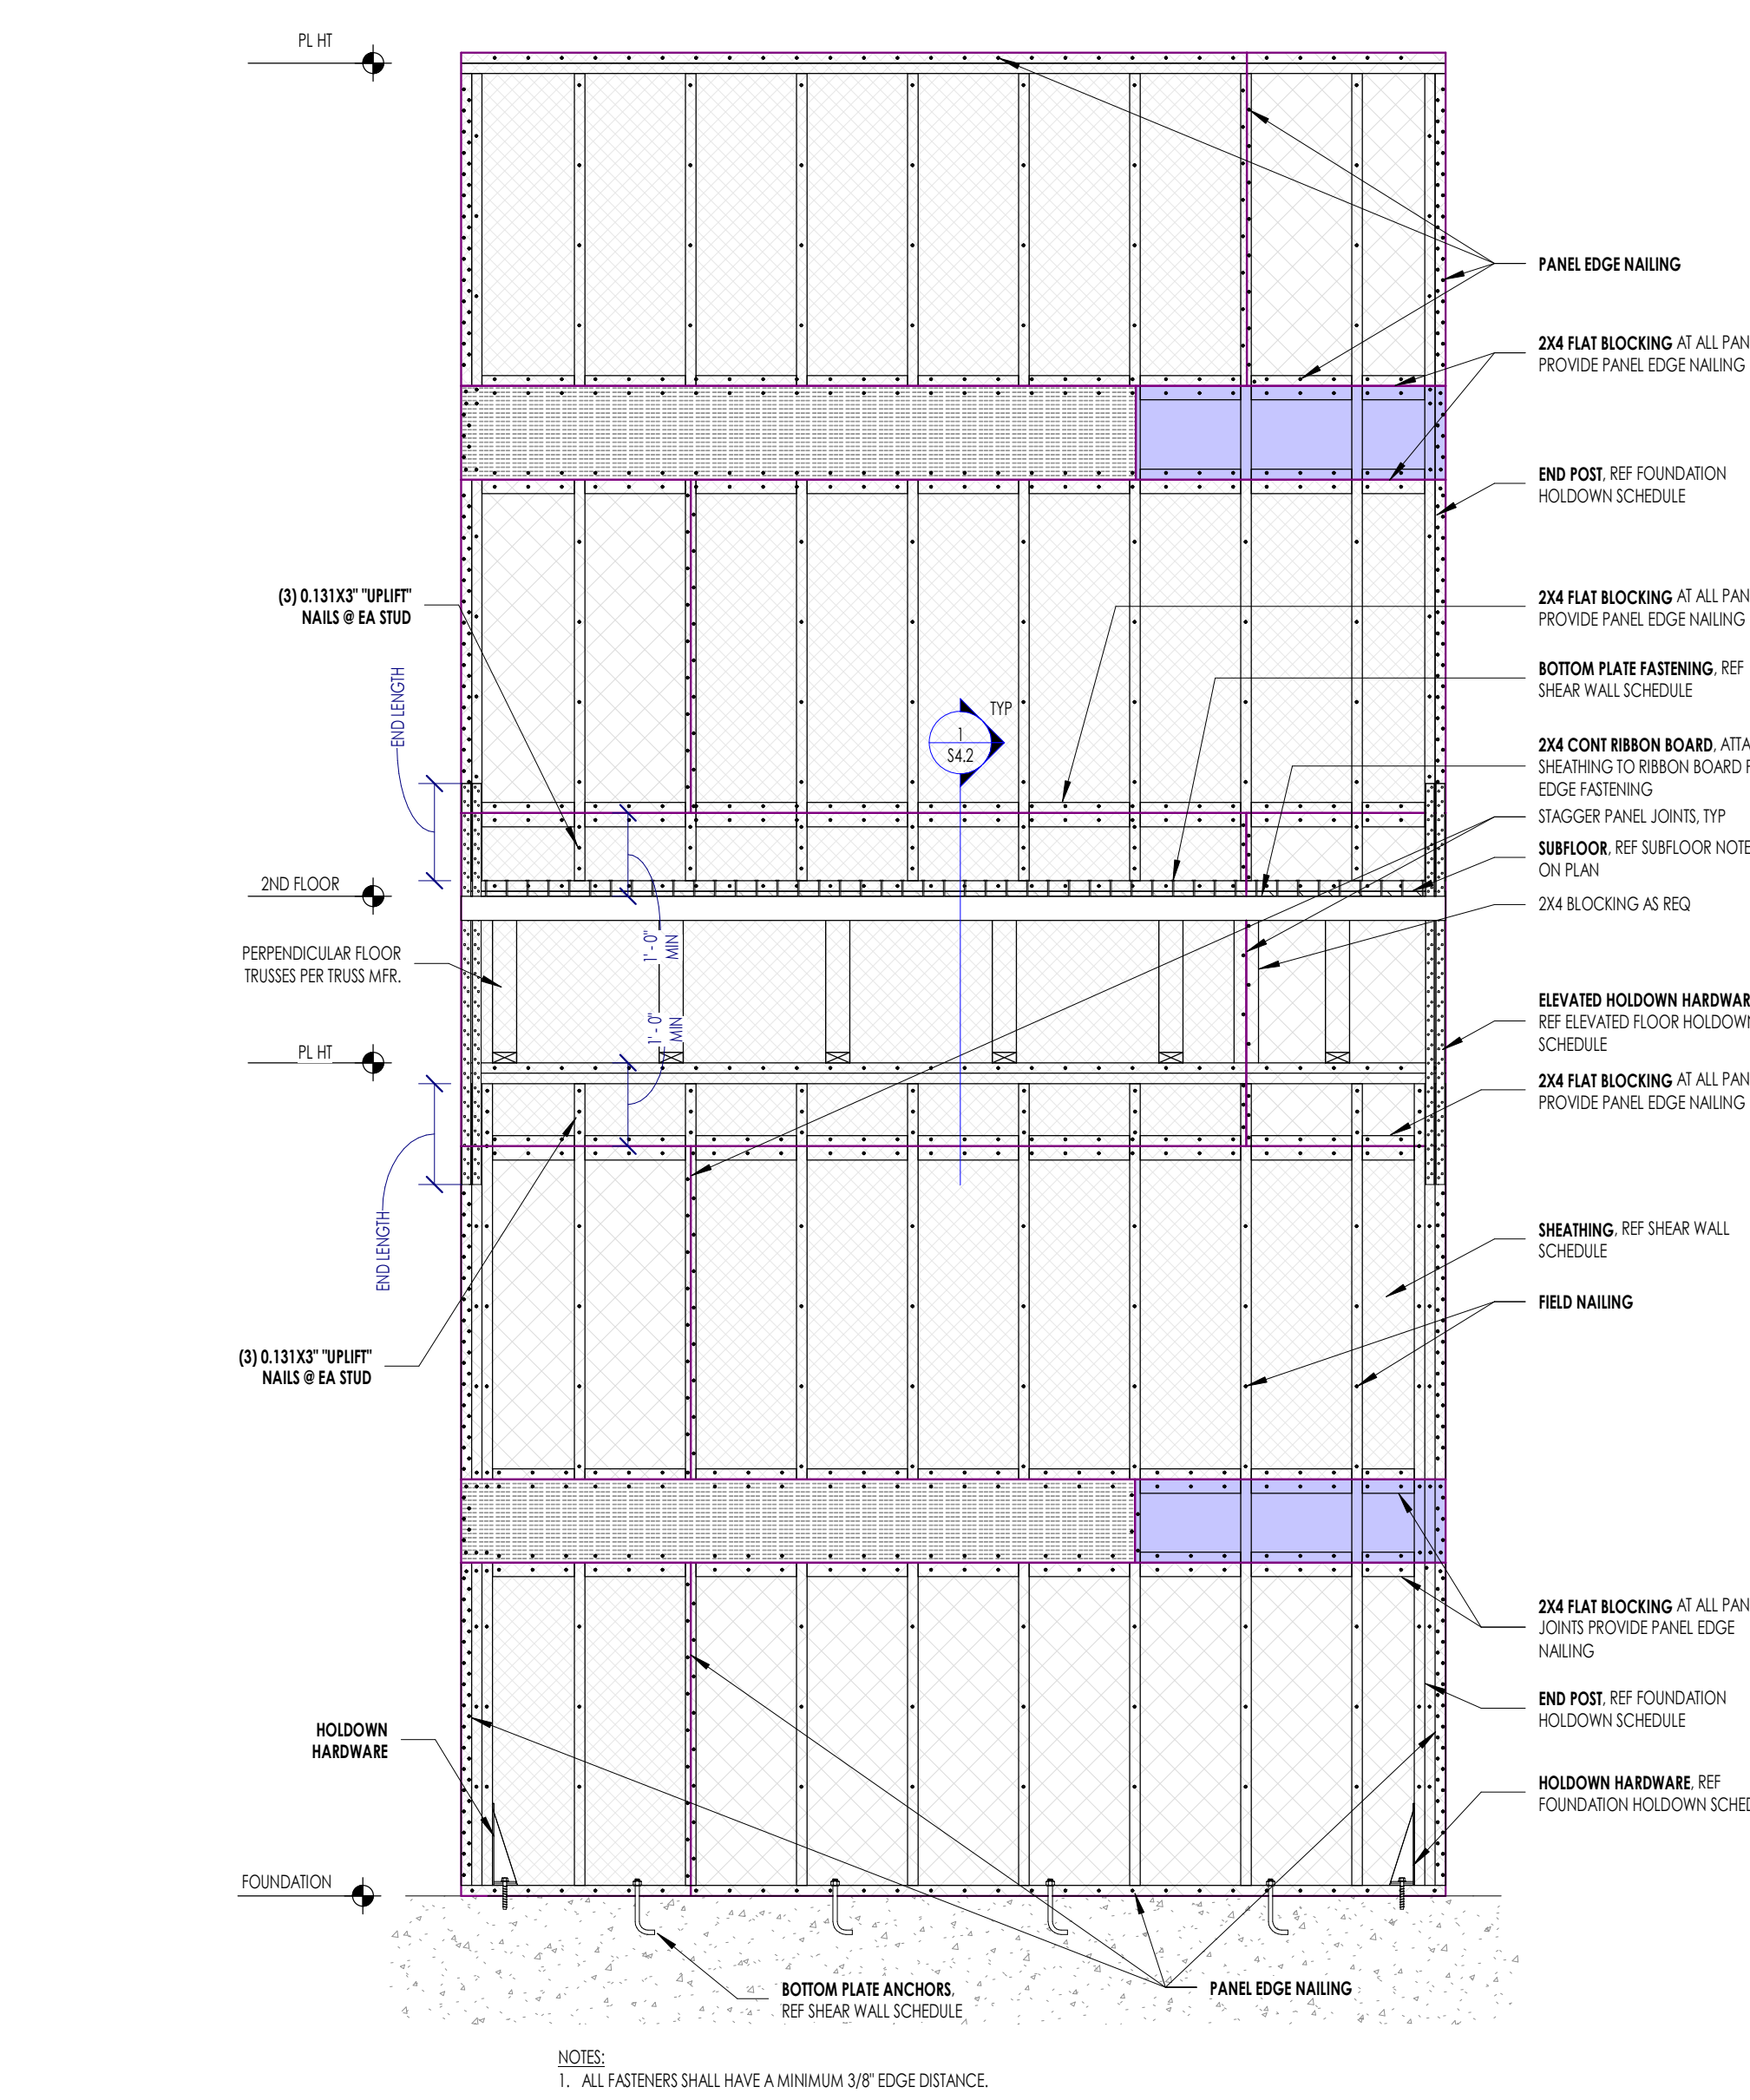 PL HT
PANEL EDGE NAILING
2X4 FLAT BLOCKING AT ALL PAN
PROVIDE PANEL EDGE NAILING
END POST, REF FOUNDATION
HOLDOWN SCHEDULE
(3) 0.131X3" "UPLIFT"
NAILS @ EA STUD
2X4 FLAT BLOCKING AT ALL PAN
PROVIDE PANEL EDGE NAILING
END LENGTH
BOTTOM PLATE FASTENING, REF
SHEAR WALL SCHEDULE
TYP
1
S4.2
2X4 CONT RIBBON BOARD, ATTA
SHEATHING TO RIBBON BOARD
EDGE FASTENING
STAGGER PANEL JOINTS, TYP
SUBFLOOR, REF SUBFLOOR NOTE
ON PLAN
2ND FLOOR
2X4 BLOCKING AS REQ
1' - 0"
MIN
PERPENDICULAR FLOOR
TRUSSES PER TRUSS MFR.
ELEVATED HOLDOWN HARDWAR
REF ELEVATED FLOOR HOLDOWN
SCHEDULE
1' - 0"
MIN
PL HT
2X4 FLAT BLOCKING AT ALL PAN
PROVIDE PANEL EDGE NAILING
END LENGTH
SHEATHING, REF SHEAR WALL
SCHEDULE
FIELD NAILING
(3) 0.131X3" "UPLIFT"
NAILS @ EA STUD
2X4 FLAT BLOCKING AT ALL PAN
JOINTS PROVIDE PANEL EDGE
NAILING
END POST, REF FOUNDATION
HOLDOWN SCHEDULE
HOLDOWN
HARDWARE
HOLDOWN HARDWARE, REF
FOUNDATION HOLDOWN SCHED
FOUNDATION
BOTTOM PLATE ANCHORS,
REF SHEAR WALL SCHEDULE
PANEL EDGE NAILING
NOTES:
1. ALL FASTENERS SHALL HAVE A MINIMUM 3/8" EDGE DISTANCE.